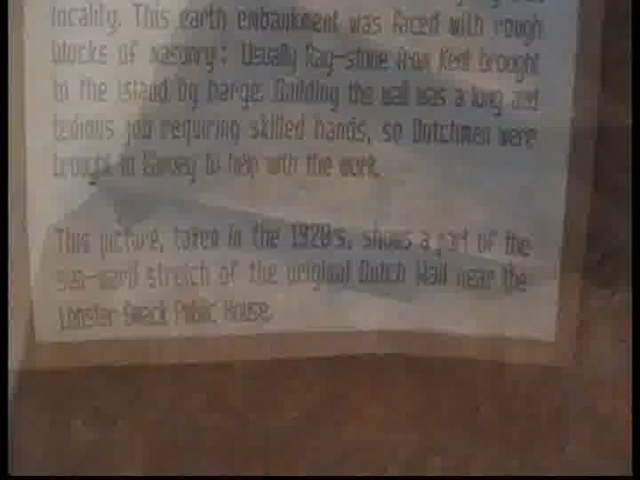 locality. This earth embankment was faced with rough
blocks of masonry: Usually Rag-stone from Kent brought
to the island by barge. Building the wall was a long and
tedious job requiring skilled hands, so Dutchmen were
brought to Canvey to help with the work.
This picture, taken in the 1920's, shows a part of the
sea-ward stretch of the original Dutch Wall near the
Lobster Smack Public House.